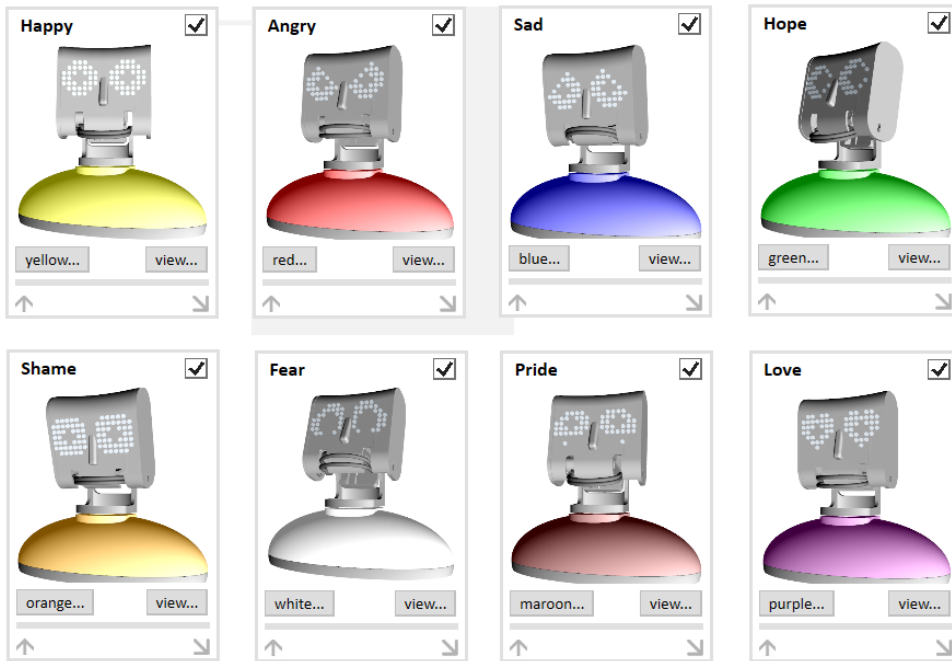 Happy
Angry
Sad
Hope
yellow... view...
red... view...
blue... view...
green... view...
Shame
Fear
Pride
Love
orange... view...
white... view...
maroon... view...
purple... view...